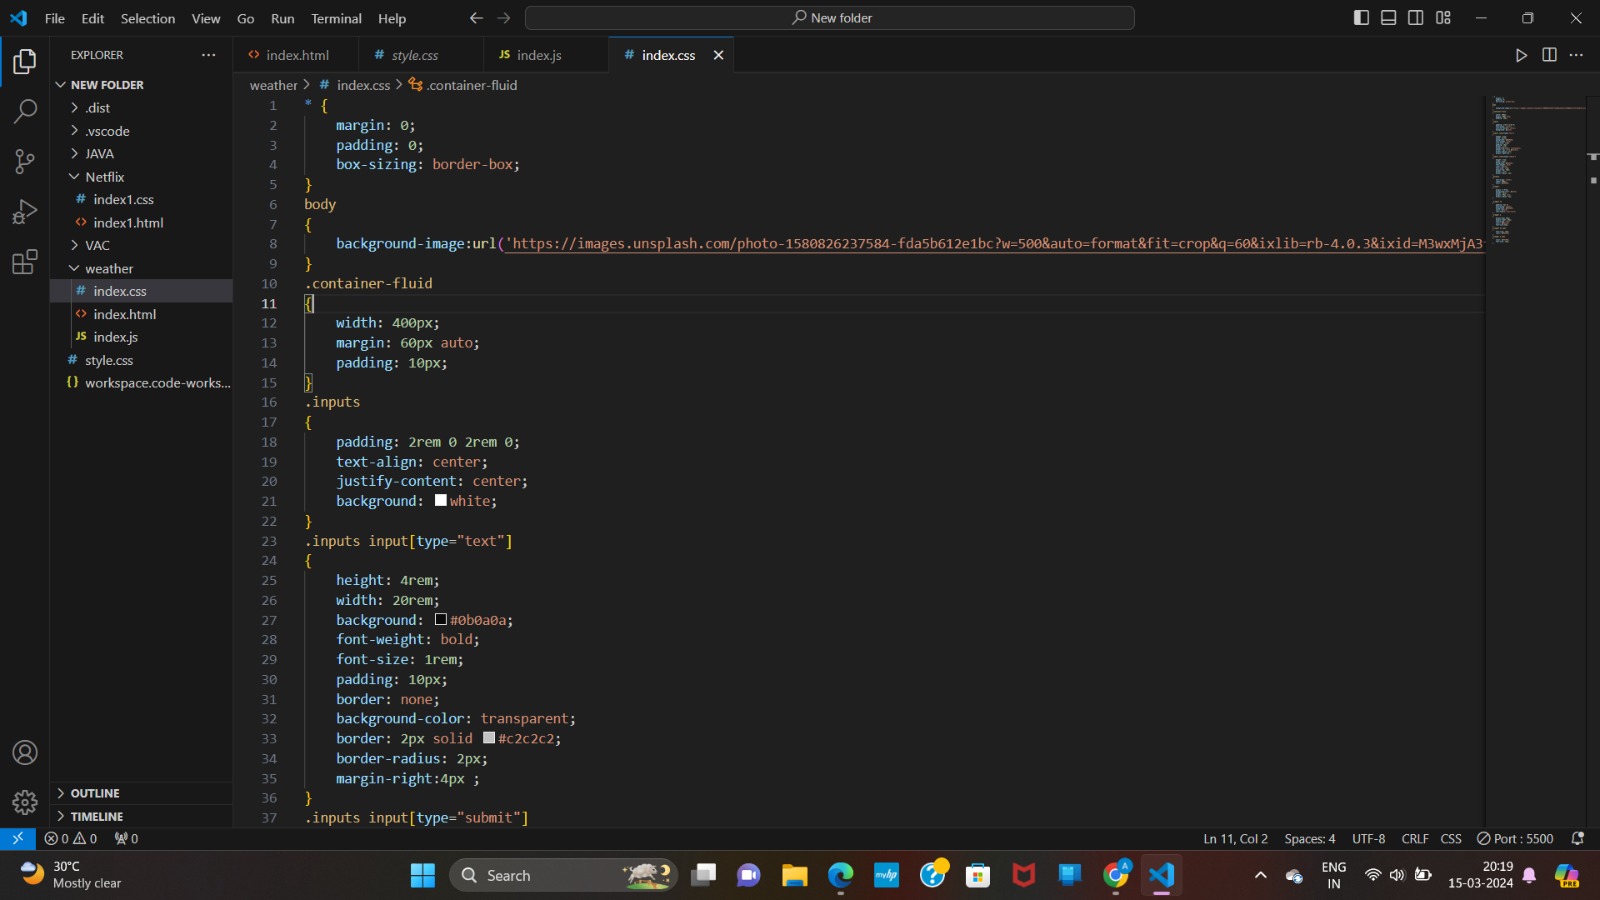 File Edit Selection View Go Run Terminal Help
New folder
EXPLORER
NEW FOLDER
.dist
.vscode
JAVA
Netflix
index1.css
index1.html
VAC
weather
index.css
index.html
index.js
style.css
workspace.code-works...
OUTLINE
TIMELINE
index.html
style.css
JS index.js
index.css
weather > # index.css > .container-fluid
1 * {
2 margin: 0;
3 padding: 0;
4 box-sizing: border-box;
5 }
6 body
7 {
8 background-image:url('https://images.unsplash.com/photo-1580826237584-fda5b612e1bc?w=500&auto=format&fit=crop&q=60&ixlib=rb-4.0.3&ixid=M3wxMjA3
9 }
10 .container-fluid
11 {
12 width: 400px;
13 margin: 60px auto;
14 padding: 10px;
15 }
16 .inputs
17 {
18 padding: 2rem 0 2rem 0;
19 text-align: center;
20 justify-content: center;
21 background: white;
22 }
23 .inputs input[type="text"]
24 {
25 height: 4rem;
26 width: 20rem;
27 background: #0b0a0a;
28 font-weight: bold;
29 font-size: 1rem;
30 padding: 10px;
31 border: none;
32 background-color: transparent;
33 border: 2px solid #c2c2c2;
34 border-radius: 2px;
35 margin-right:4px ;
36 }
37 .inputs input[type="submit"]
0 0 0
Ln 11, Col 2 Spaces: 4 UTF-8 CRLF CSS Port : 5500
30°C
Mostly clear
Search
myhp
A
ENG
IN
20:19
15-03-2024
PRE